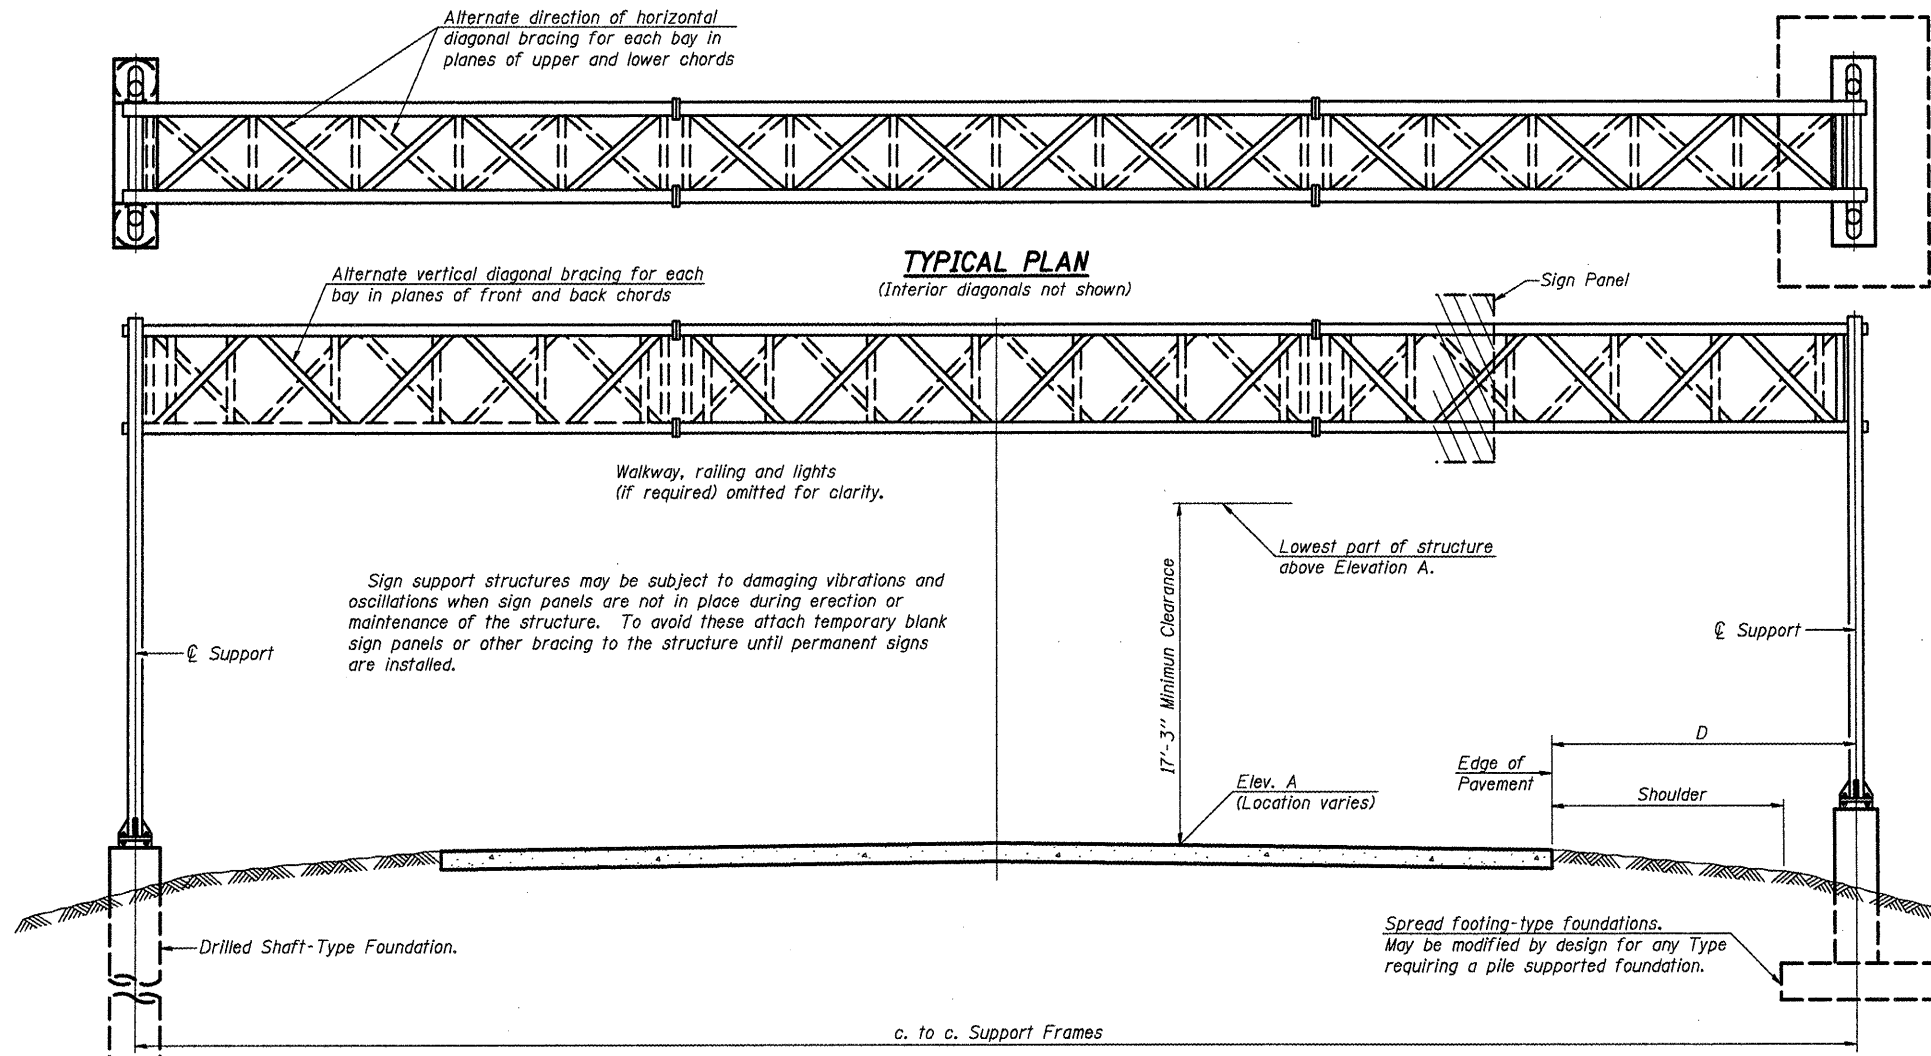 Alternate direction of horizontal
diagonal bracing for each bay in
planes of upper and lower chords
TYPICAL PLAN
(Interior diagonals not shown)
Alternate vertical diagonal bracing for each
bay in planes of front and back chords
Sign Panel
Walkway, railing and lights
(if required) omitted for clarity.
Lowest part of structure
above Elevation A.
Sign support structures may be subject to damaging vibrations and
oscillations when sign panels are not in place during erection or
maintenance of the structure. To avoid these attach temporary blank
sign panels or other bracing to the structure until permanent signs
are installed.
17'-3" Minimun Clearance
℄ Support
℄ Support
D
Edge of
Pavement
Shoulder
Elev. A
(Location varies)
Drilled Shaft-Type Foundation.
Spread footing-type foundations.
May be modified by design for any Type
requiring a pile supported foundation.
c. to c. Support Frames